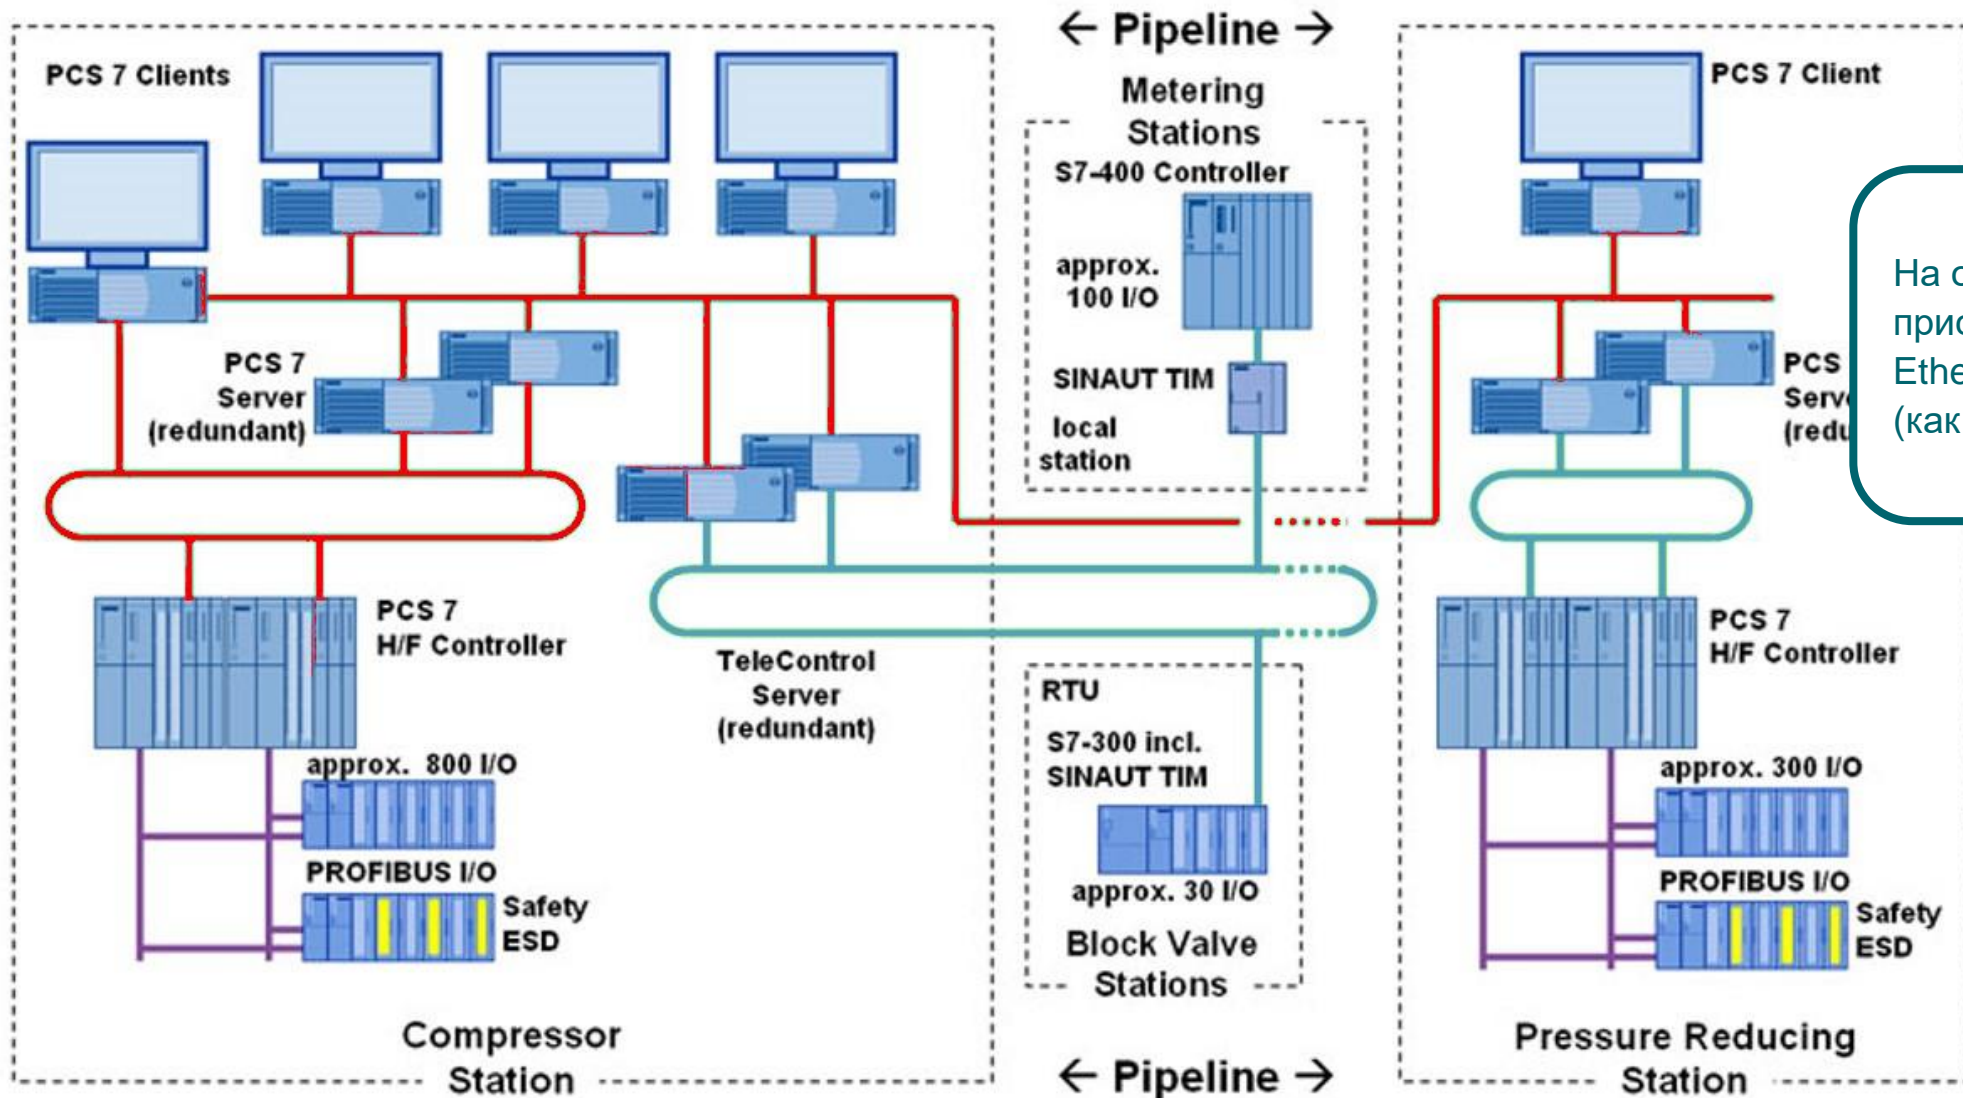 ← Pipeline →
PCS 7 Clients
Metering
Stations
S7-400 Controller
approx.
100 I/O
SINAUT TIM
local
station
PCS 7 Client
PCS 7
Server
(redundant)
PCS
На
Ethe
(как
PCS 7
H/F Controller
TeleControl
Server
(redundant)
RTU
S7-300 incl.
SINAUT TIM
approx. 30 I/O
Block Valve
Stations
PCS 7
H/F Controller
approx. 800 I/O
PROFIBUS I/O
Safety
ESD
approx. 300 I/O
PROFIBUS I/O
Safety
ESD
Compressor
Station
← Pipeline →
Pressure Reducing
Station